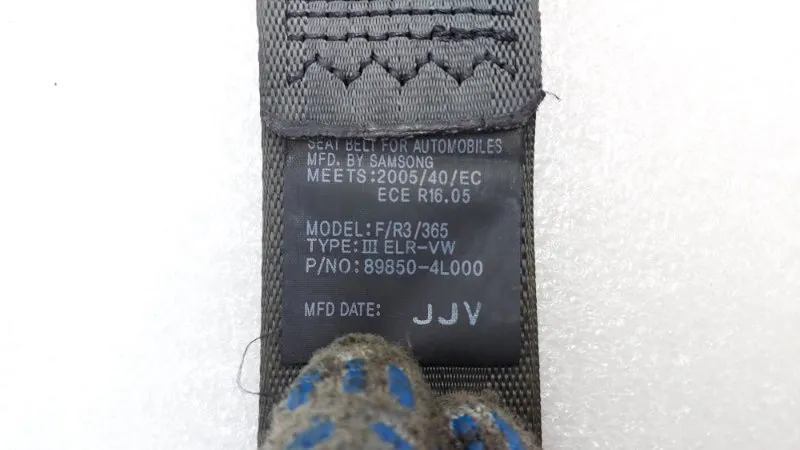 SEAT BELT FOR AUTOMOBILES
MFD. BY SAMSONG
MEETS:2005/40/EC
ECE R16.05
MODEL:F/R3/365
TYPE:Ⅲ ELR-VW
P/NO:89850-4L000
MFD DATE: JJV